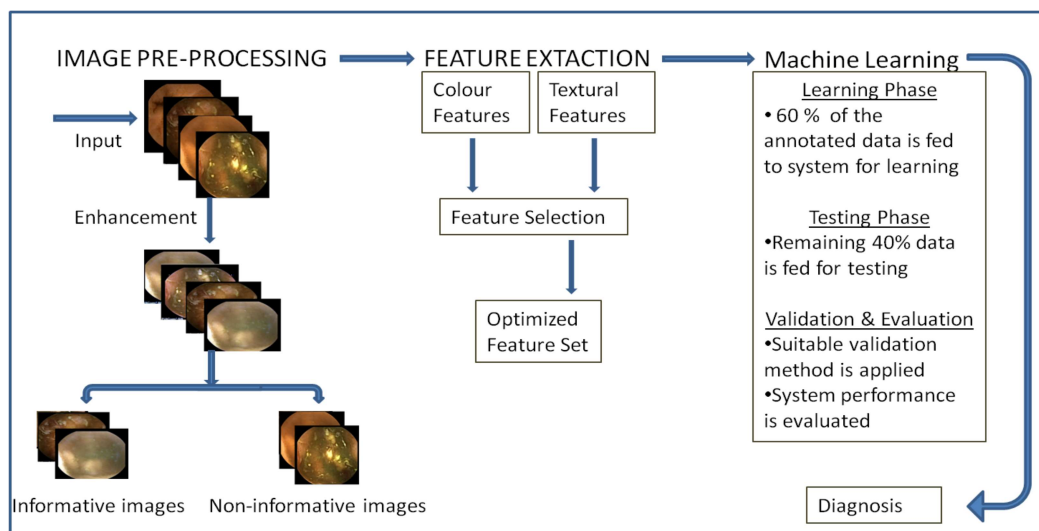 IMAGE PRE-PROCESSING
Input
Enhancement
Informative images
Non-informative images
FEATURE EXTACTION
Colour
Features
Textural
Features
Feature Selection
Optimized
Feature Set
Machine Learning
Learning Phase
• 60 % of the
annotated data is fed
to system for learning
Testing Phase
•Remaining 40% data
is fed for testing
Validation & Evaluation
•Suitable validation
method is applied
•System performance
is evaluated
Diagnosis